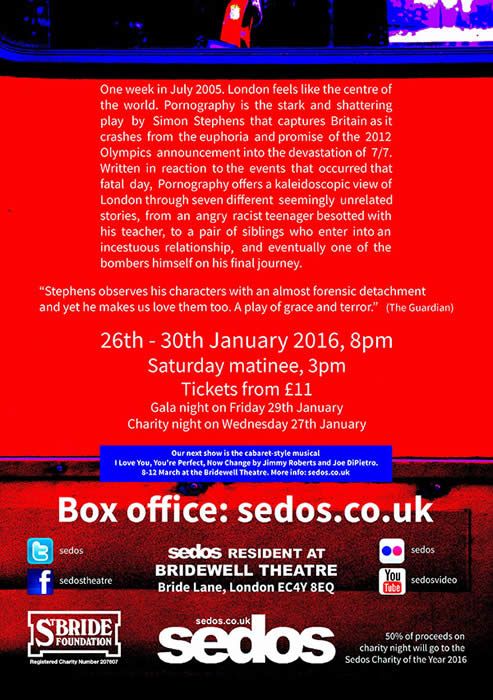 One week in July 2005. London feels like the centre of
the world. Pornography is the stark and shattering
play by Simon Stephens that captures Britain as it
crashes from the euphoria and promise of the 2012
Olympics announcement into the devastation of 7/7.
Written in reaction to the events that occurred that
fatal day, Pornography offers a kaleidoscopic view of
London through seven different seemingly unrelated
stories, from an angry racist teenager besotted with
his teacher, to a pair of siblings who enter into an
incestuous relationship, and eventually one of the
bombers himself on his final journey.
“Stephens observes his characters with an almost forensic detachment
and yet he makes us love them too. A play of grace and terror.” (The Guardian)
26th - 30th January 2016, 8pm
Saturday matinee, 3pm
Tickets from £11
Gala night on Friday 29th January
Charity night on Wednesday 27th January
Our next show is the cabaret-style musical
I Love You, You're Perfect, Now Change by Jimmy Roberts and Joe DiPietro.
8-12 March at the Bridewell Theatre. More info: sedos.co.uk
Box office: sedos.co.uk
sedos
sedostheatre
sedos RESIDENT AT
BRIDEWELL THEATRE
Bride Lane, London EC4Y 8EQ
sedos
You Tube sedosvideo
ST BRIDE
FOUNDATION
Registered Charity Number 207607
sedos.co.uk
sedos
50% of proceeds on
charity night will go to the
Sedos Charity of the Year 2016